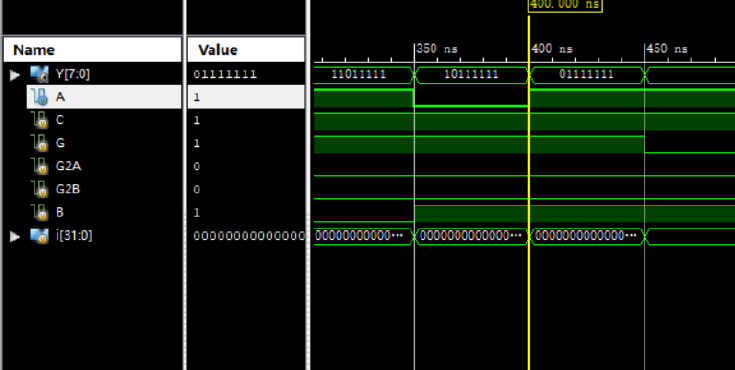 400.000 ns
Name Value
350 ns 400 ns 450 ns
Y[7:0] 01111111 11011111 10111111 01111111
A 1
C 1
G 1
G2A 0
G2B 0
B 1
i[31:0] 00000000000000 00000000000··· 0000000000000··· 0000000000000···